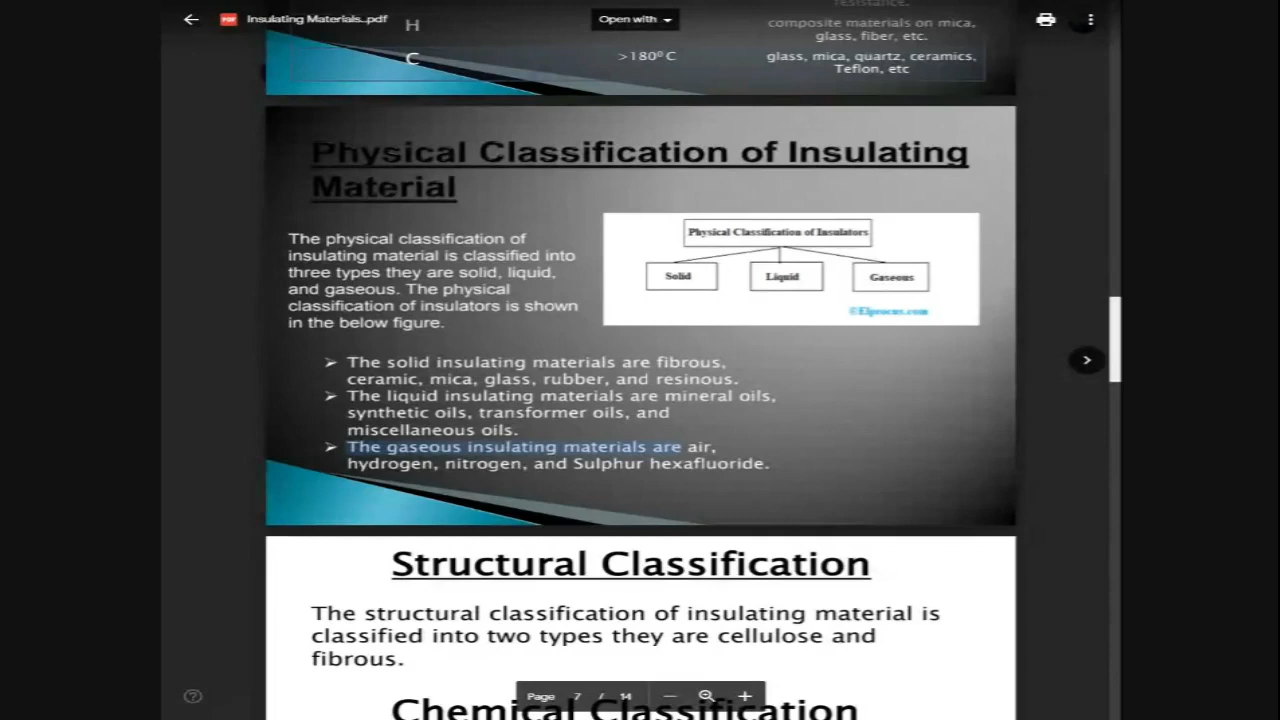 Insulating Materials..pdf
Open with
resistance.
H
composite materials on mica,
glass, fiber, etc.
C
>180⁰ C
glass, mica, quartz, ceramics,
Teflon, etc
Physical Classification of Insulating
Material
The physical classification of
insulating material is classified into
three types they are solid, liquid,
and gaseous. The physical
classification of insulators is shown
in the below figure.
Physical Classification of Insulators
Solid
Liquid
Gaseous
©Elprocus.com
➢ The solid insulating materials are fibrous,
ceramic, mica, glass, rubber, and resinous.
➢ The liquid insulating materials are mineral oils,
synthetic oils, transformer oils, and
miscellaneous oils.
➢ The gaseous insulating materials are air,
hydrogen, nitrogen, and Sulphur hexafluoride.
Structural Classification
The structural classification of insulating material is
classified into two types they are cellulose and
fibrous.
Chemical Classification
Page 7 / 14